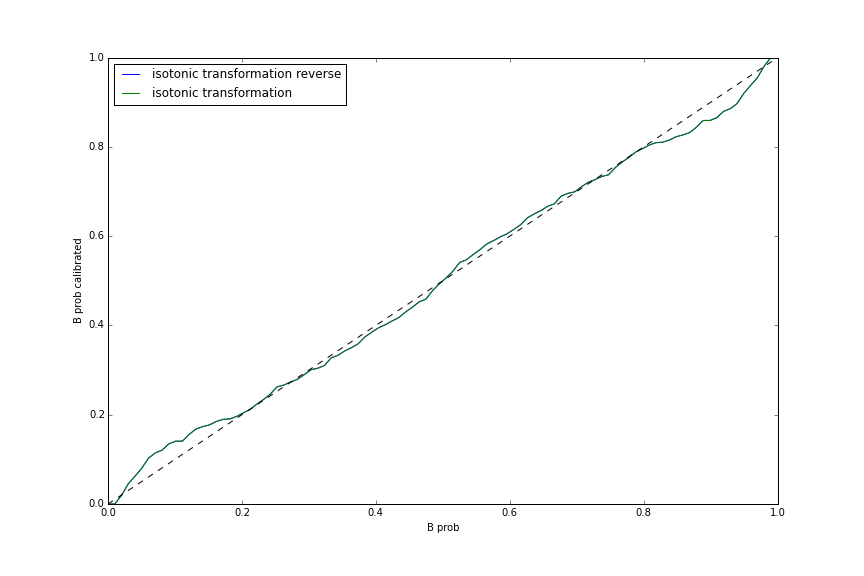 isotonic transformation reverse
isotonic transformation
1.0
0.8
0.6
0.4
0.2
0.0
B prob calibrated
0.0 0.2 0.4 0.6 0.8 1.0
B prob